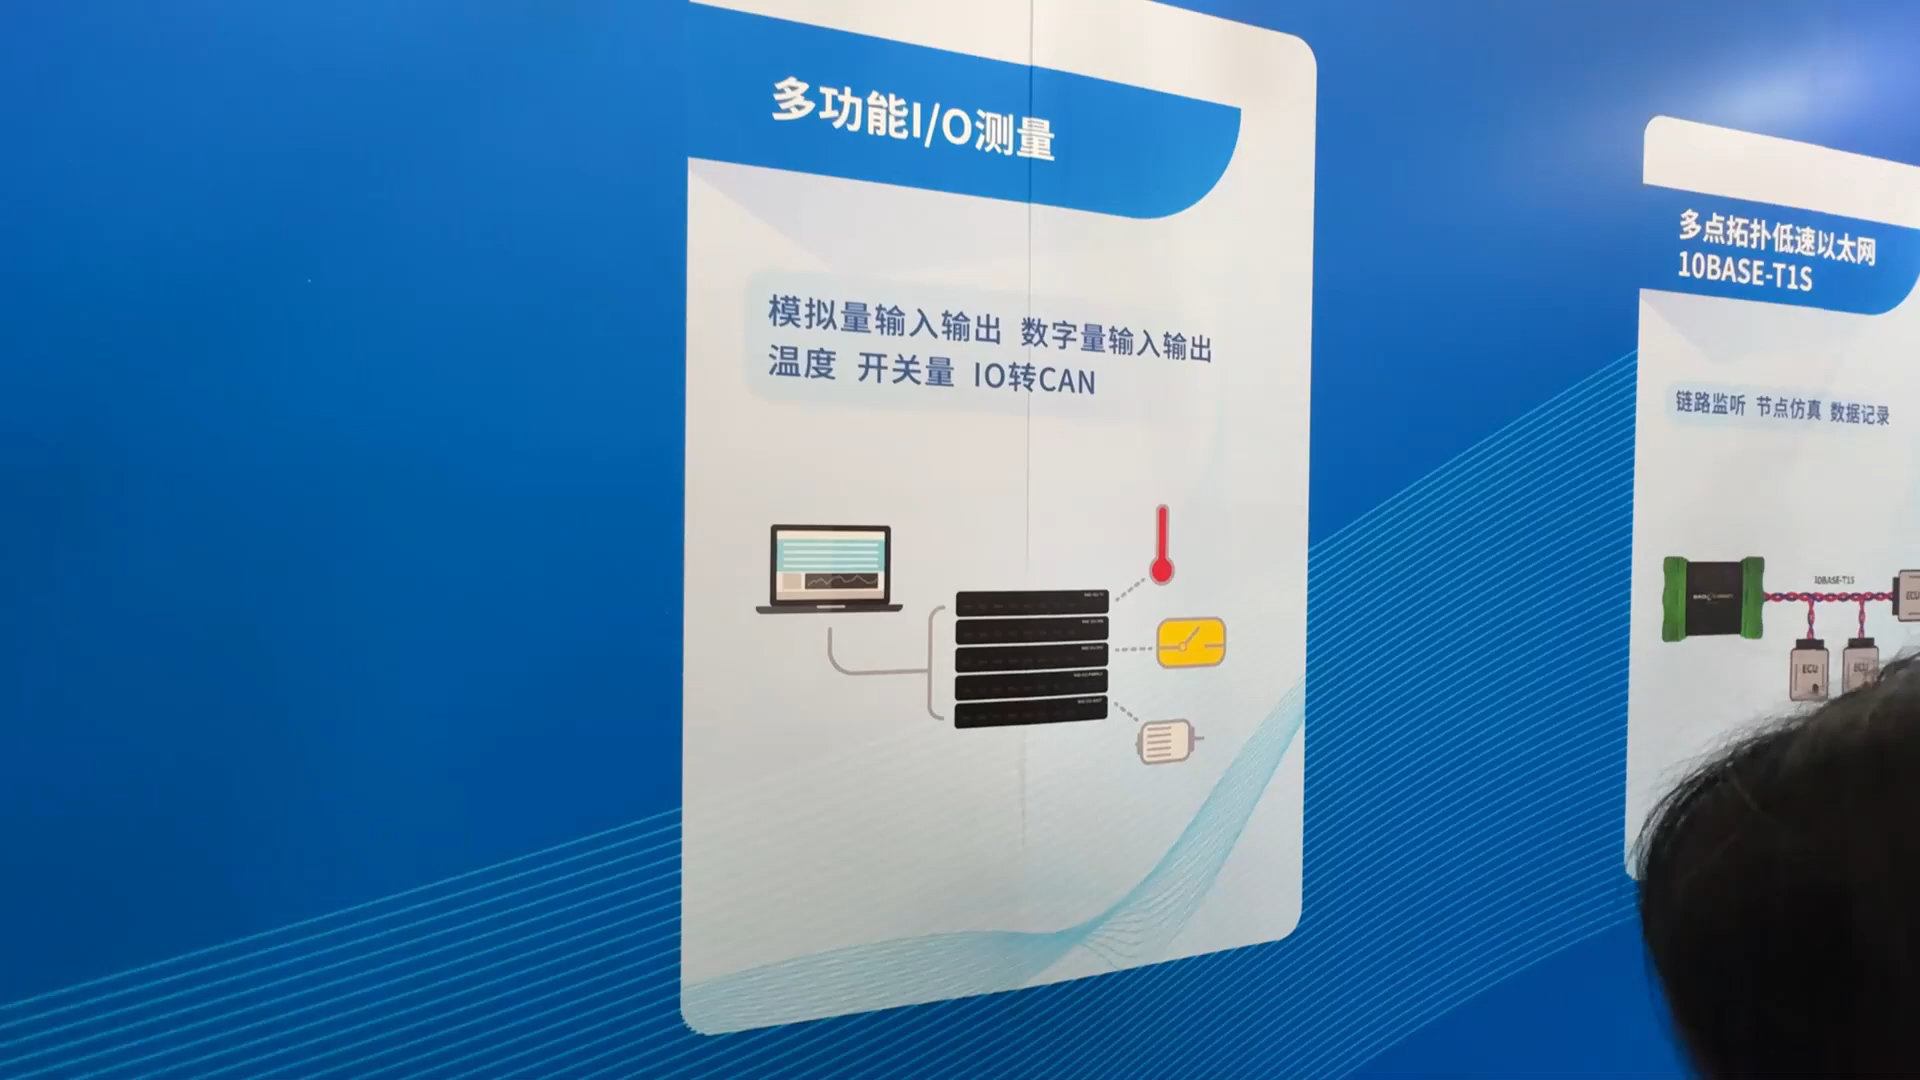 多功能I/O测量
模拟量输入输出 数字量输入输出
温度 开关量 IO转CAN
多点拓扑低速以太网
10BASE-T1S
链路监听 节点仿真 数据记录
10BASE-T1S
ECU
ECU
ECU